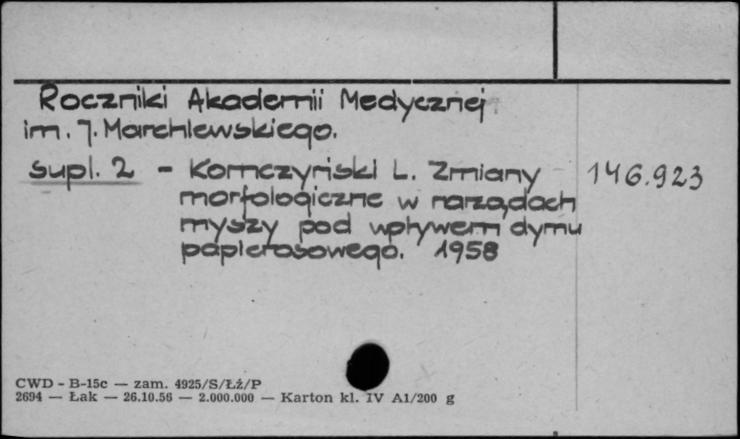 Roczniki Akademii Medycznej
im. J. Marchlewskiego.
supl. 2 - Komczyński L. Zmiany 146.923
morfologiczne w narządach
myszy pod wpływem dymu
papierosowego. 1958
CWD - B-15c — zam. 4925/S/Łż/P
2694 — Łak — 26.10.56 — 2.000.000 — Karton kl. IV A1/200 g